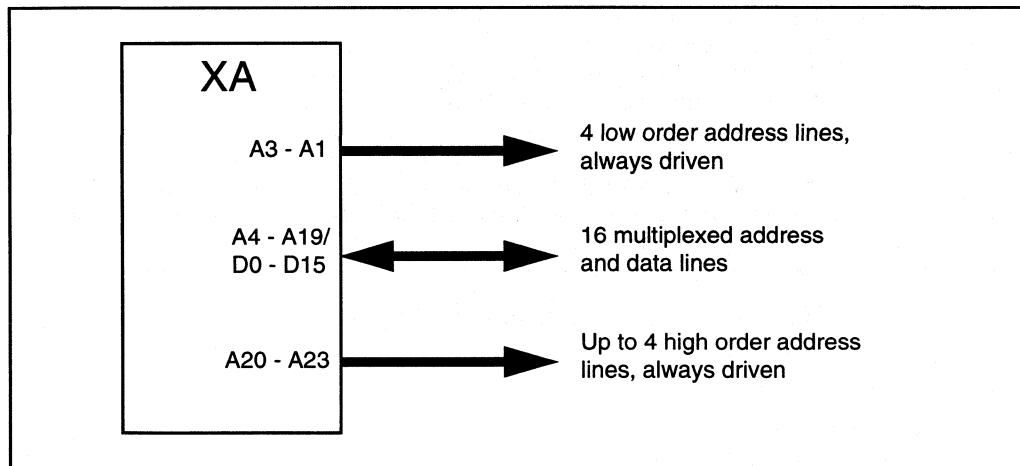 XA
A3 - A1
4 low order address lines,
always driven
A4 - A19/
D0 - D15
16 multiplexed address
and data lines
A20 - A23
Up to 4 high order address
lines, always driven